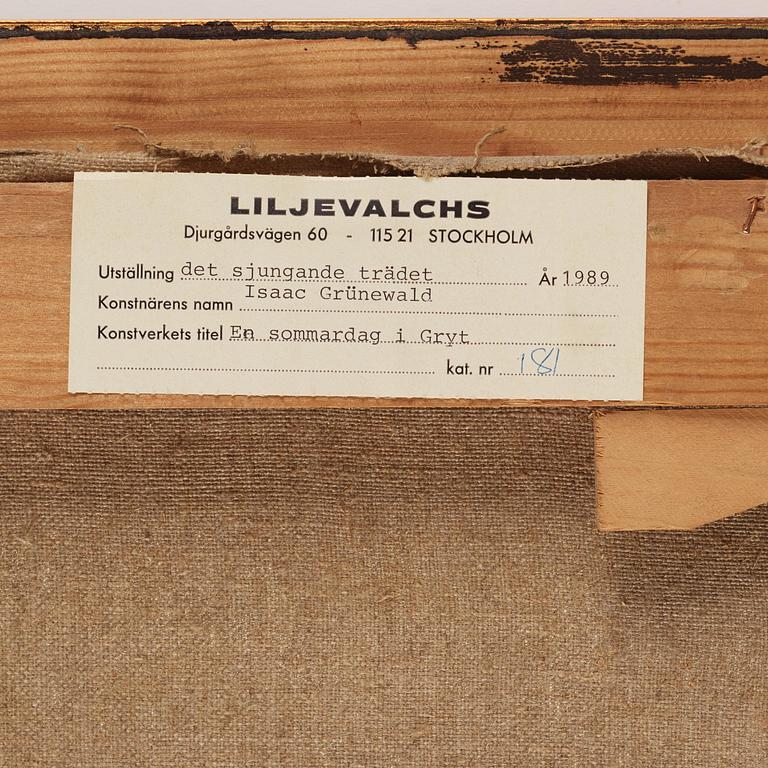 LILJEVALCHS
Djurgårdsvägen 60 - 115 21 STOCKHOLM
Utställning det sjungande trädet År 1989
Konstnärens namn Isaac Grünewald
Konstverkets titel En sommardag i Gryt
kat. nr 181